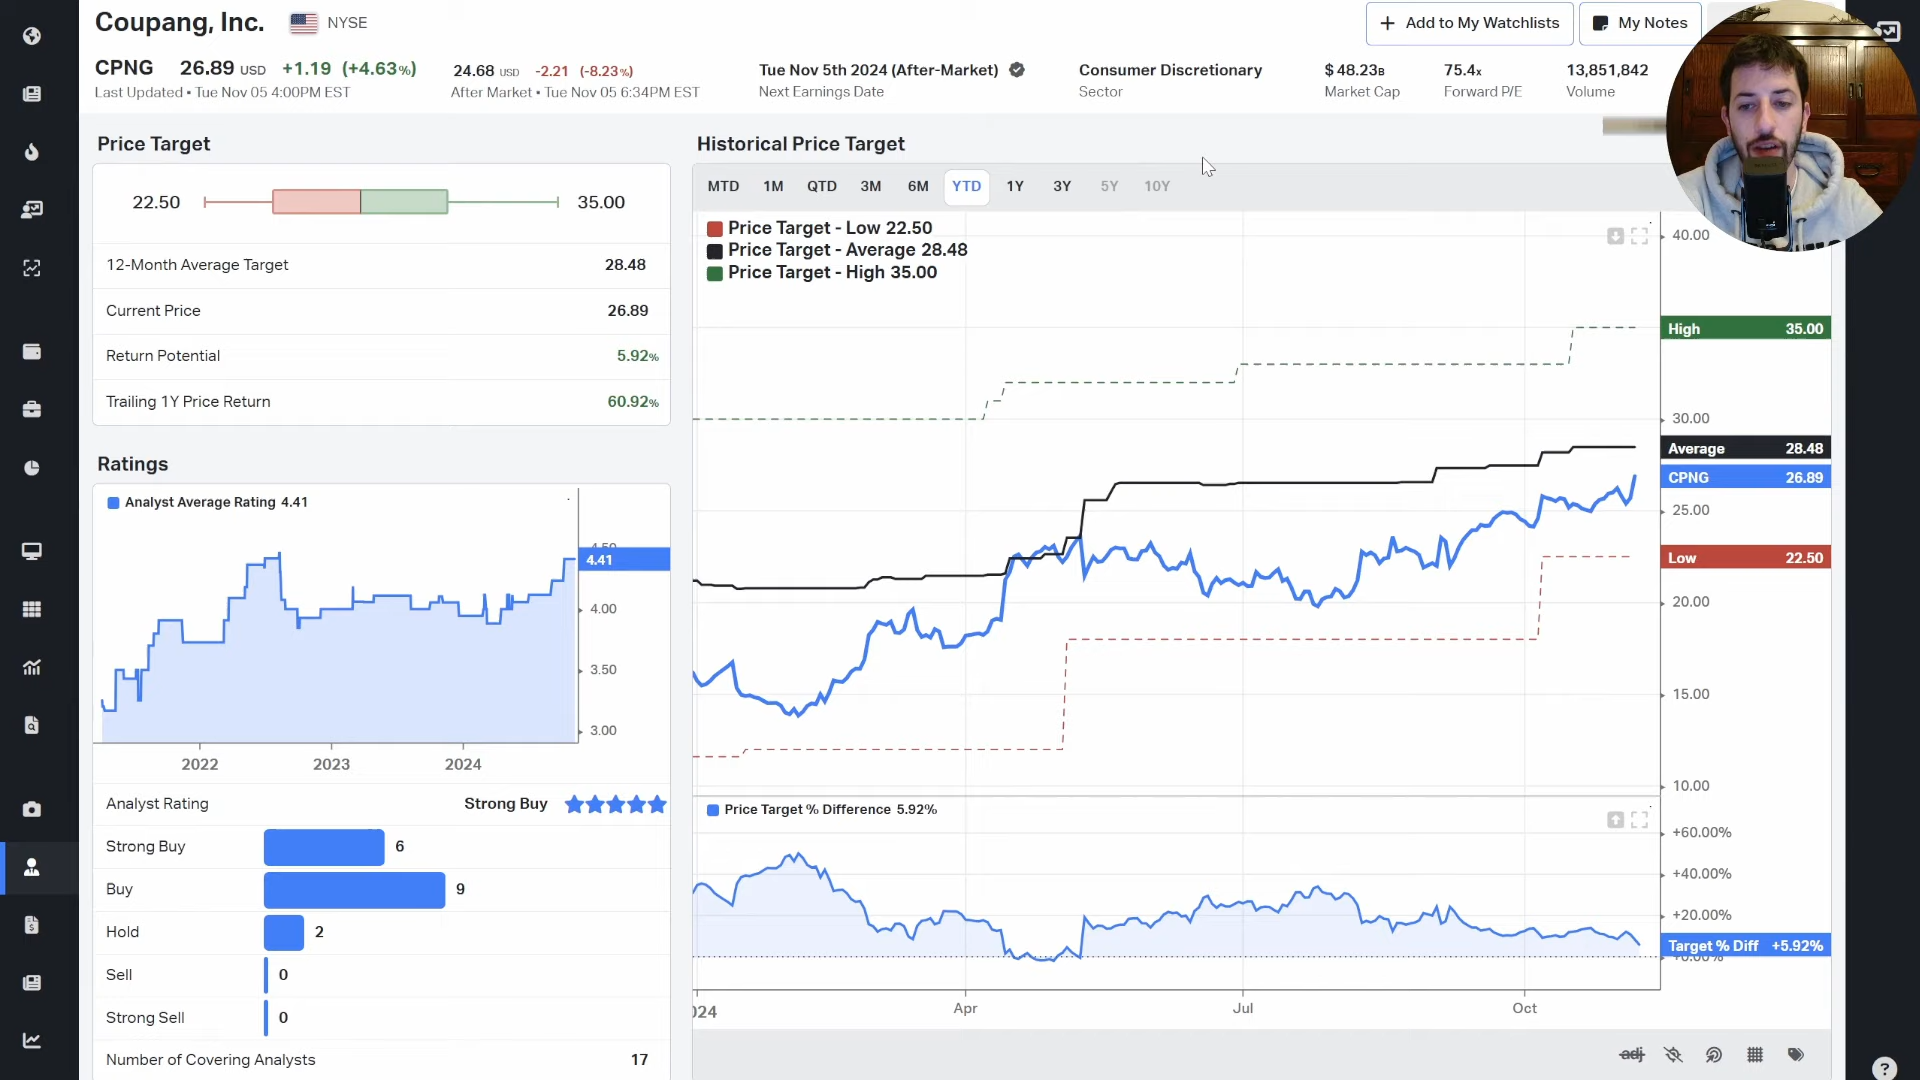 Coupang, Inc. NYSE
+ Add to My Watchlists
My Notes
CPNG 26.89 USD +1.19 (+4.63%)
Last Updated • Tue Nov 05 4:00PM EST
24.68 USD -2.21 (-8.23%)
After Market • Tue Nov 05 6:34PM EST
Tue Nov 5th 2024 (After-Market)
Next Earnings Date
Consumer Discretionary
Sector
$ 48.23B
Market Cap
75.4x
Forward P/E
13,851,842
Volume
Price Target
22.50 35.00
12-Month Average Target 28.48
Current Price 26.89
Return Potential 5.92%
Trailing 1Y Price Return 60.92%
Ratings
Analyst Average Rating 4.41
4.50
4.41
4.00
3.50
3.00
2022 2023 2024
Analyst Rating Strong Buy
Strong Buy 6
Buy 9
Hold 2
Sell 0
Strong Sell 0
Number of Covering Analysts 17
Historical Price Target
MTD 1M QTD 3M 6M YTD 1Y 3Y 5Y 10Y
Price Target - Low 22.50
Price Target - Average 28.48
Price Target - High 35.00
40.00
High 35.00
30.00
Average 28.48
CPNG 26.89
25.00
Low 22.50
20.00
15.00
10.00
Price Target % Difference 5.92%
+60.00%
+40.00%
+20.00%
Target % Diff +5.92%
+0.00%
024 Apr Jul Oct
adj
?